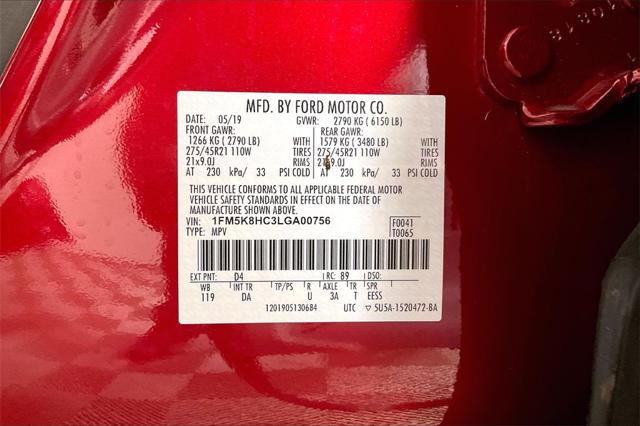 MFD. BY FORD MOTOR CO.
DATE: 05/19 GVWR: 2790 KG ( 6150 LB)
FRONT GAWR: REAR GAWR:
1266 KG ( 2790 LB) WITH 1579 KG ( 3480 LB) WITH
275/45R21 110W TIRES 275/45R21 110W TIRES
21x9.0J RIMS 21x9.0J RIMS
AT 230 kPa/ 33 PSI COLD AT 230 kPa/ 33 PSI COLD
THIS VEHICLE CONFORMS TO ALL APPLICABLE FEDERAL MOTOR
VEHICLE SAFETY STANDARDS IN EFFECT ON THE DATE OF
MANUFACTURE SHOWN ABOVE.
VIN: 1FM5K8HC3LGA00756 F0041
TYPE: MPV T0065
EXT PNT: D4 RC: 89 DSO:
WB INT TR TP/PS R AXLE TR SPR
119 DA U 3A T EESS
1201905130684 UTC ▽ 5U5A-1520472-BA